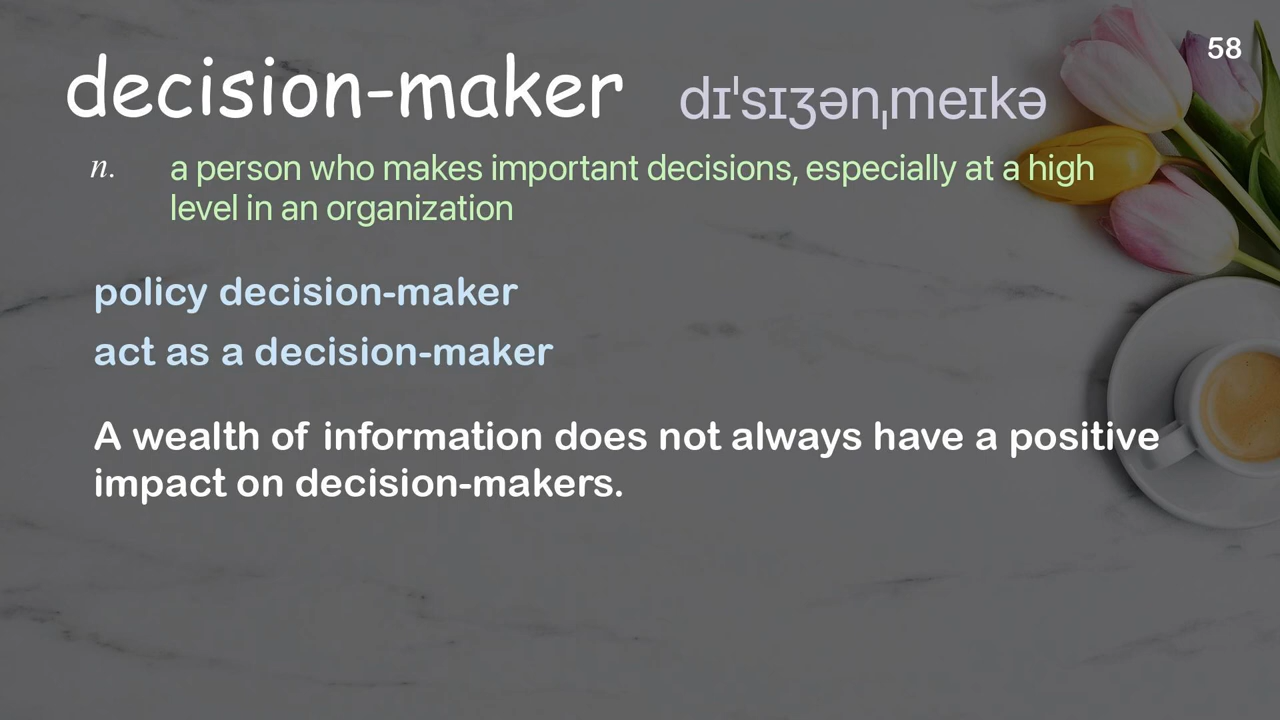 58
decision-maker dɪˈsɪʒənˌmeɪkə
n. a person who makes important decisions, especially at a high
level in an organization
policy decision-maker
act as a decision-maker
A wealth of information does not always have a positive
impact on decision-makers.